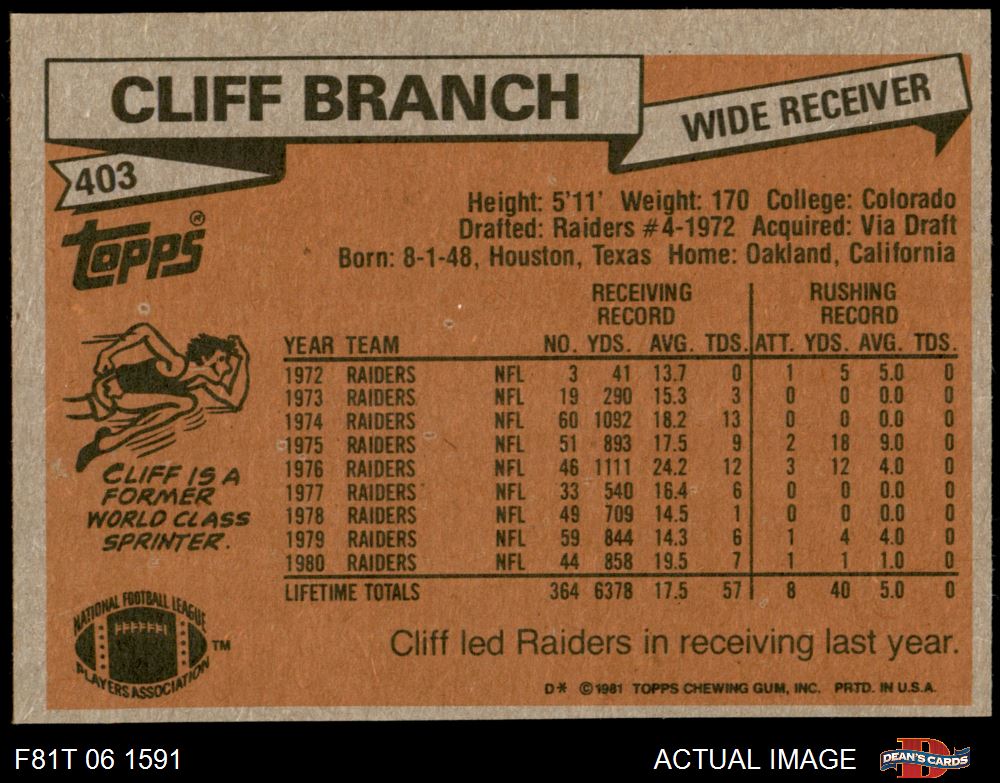 CLIFF BRANCH
WIDE RECEIVER
403
TOPPS®
Height: 5'11' Weight: 170 College: Colorado
Drafted: Raiders #4-1972 Acquired: Via Draft
Born: 8-1-48, Houston, Texas Home: Oakland, California
RECEIVING RECORD RUSHING RECORD
YEAR TEAM NO. YDS. AVG. TDS. ATT. YDS. AVG. TDS.
1972 RAIDERS NFL 3 41 13.7 0 1 5 5.0 0
1973 RAIDERS NFL 19 290 15.3 3 0 0 0.0 0
1974 RAIDERS NFL 60 1092 18.2 13 0 0 0.0 0
1975 RAIDERS NFL 51 893 17.5 9 2 18 9.0 0
1976 RAIDERS NFL 46 1111 24.2 12 3 12 4.0 0
1977 RAIDERS NFL 33 540 16.4 6 0 0 0.0 0
1978 RAIDERS NFL 49 709 14.5 1 0 0 0.0 0
1979 RAIDERS NFL 59 844 14.3 6 1 4 4.0 0
1980 RAIDERS NFL 44 858 19.5 7 1 1 1.0 0
LIFETIME TOTALS 364 6378 17.5 57 8 40 5.0 0
CLIFF IS A
FORMER
WORLD CLASS
SPRINTER.
NATIONAL FOOTBALL LEAGUE
PLAYERS ASSOCIATION
™
Cliff led Raiders in receiving last year.
D* ©1981 TOPPS CHEWING GUM, INC. PRTD. IN U.S.A.
F81T 06 1591
ACTUAL IMAGE
DEAN'S CARDS